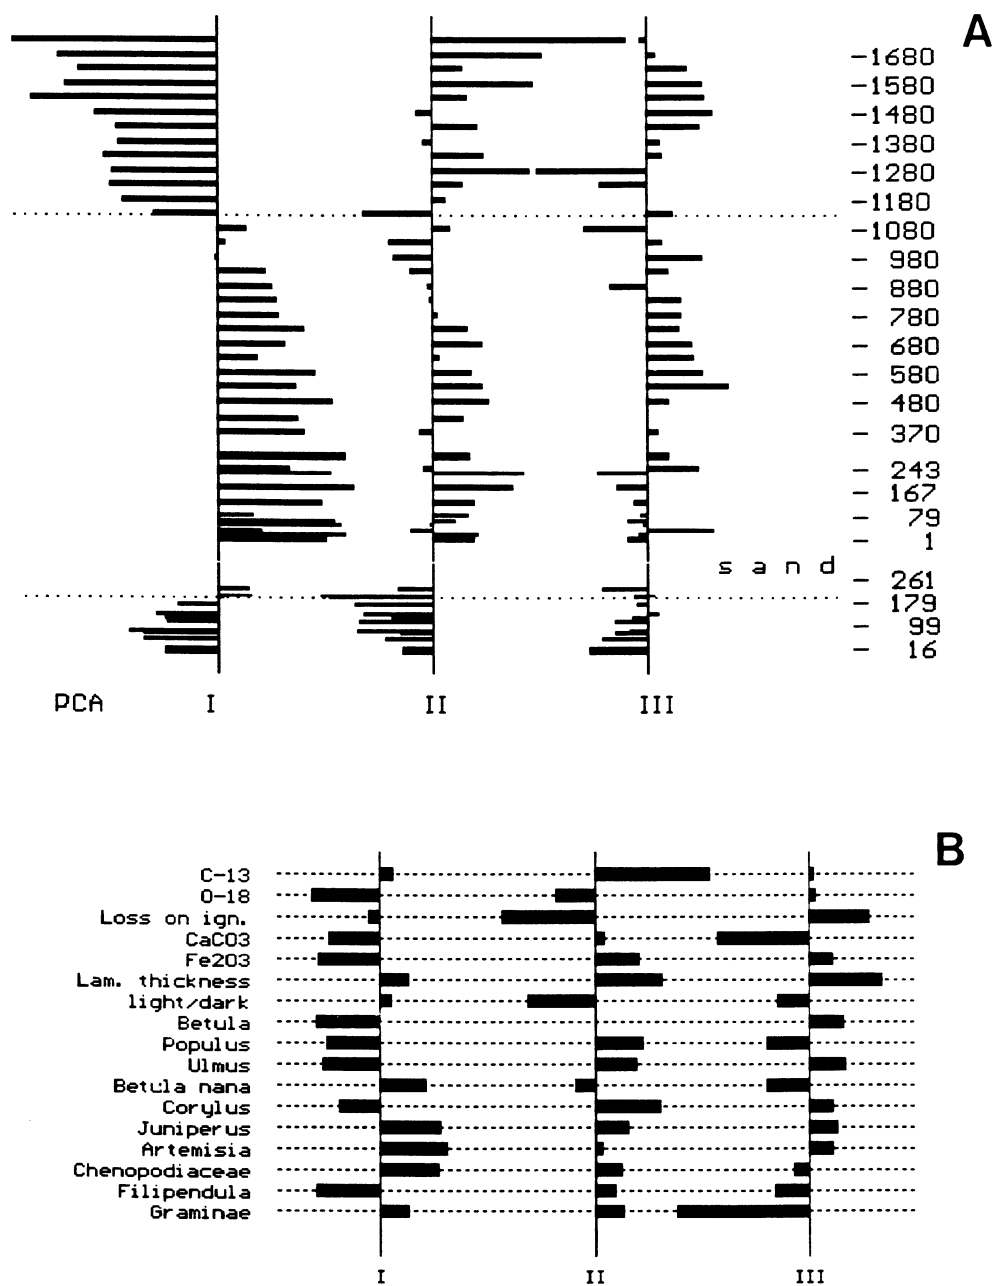 A
-1680
-1580
-1480
-1380
-1280
-1180
-1080
- 980
- 880
- 780
- 680
- 580
- 480
- 370
- 243
- 167
- 79
- 1
sand
- 261
- 179
- 99
- 16
PCA I II III
B
C-13
O-18
Loss on ign.
CaCO3
Fe2O3
Lam. thickness
light/dark
Betula
Populus
Ulmus
Betula nana
Corylus
Juniperus
Artemisia
Chenopodiaceae
Filipendula
Graminae
I II III